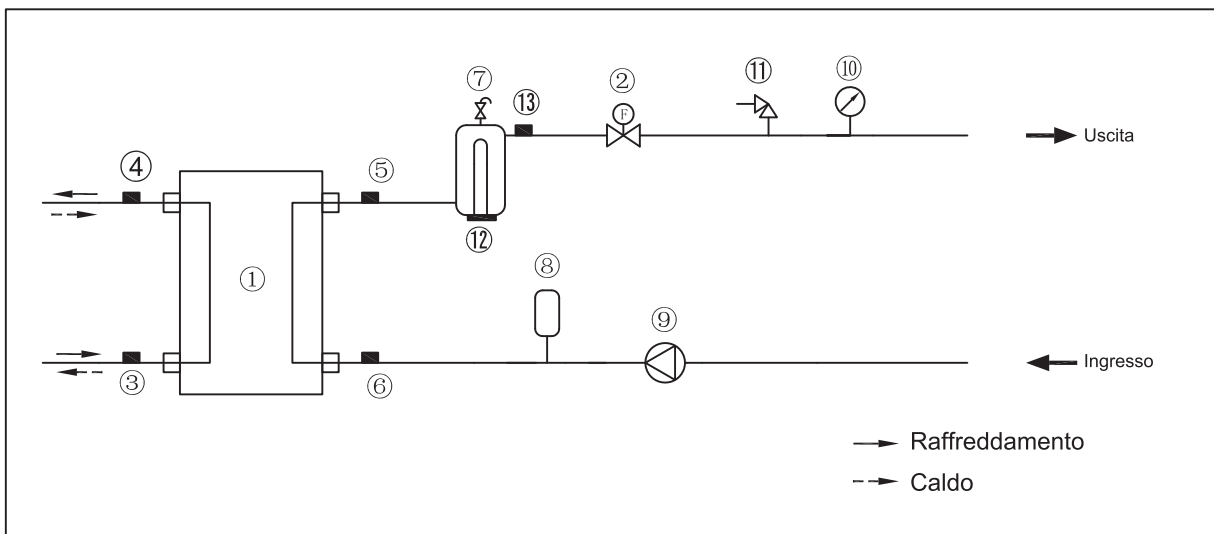 ⑦
⑬
②
⑪
⑩
F
Uscita
④
⑤
⑫
①
⑧
⑨
③
⑥
Ingresso
Raffreddamento
Caldo